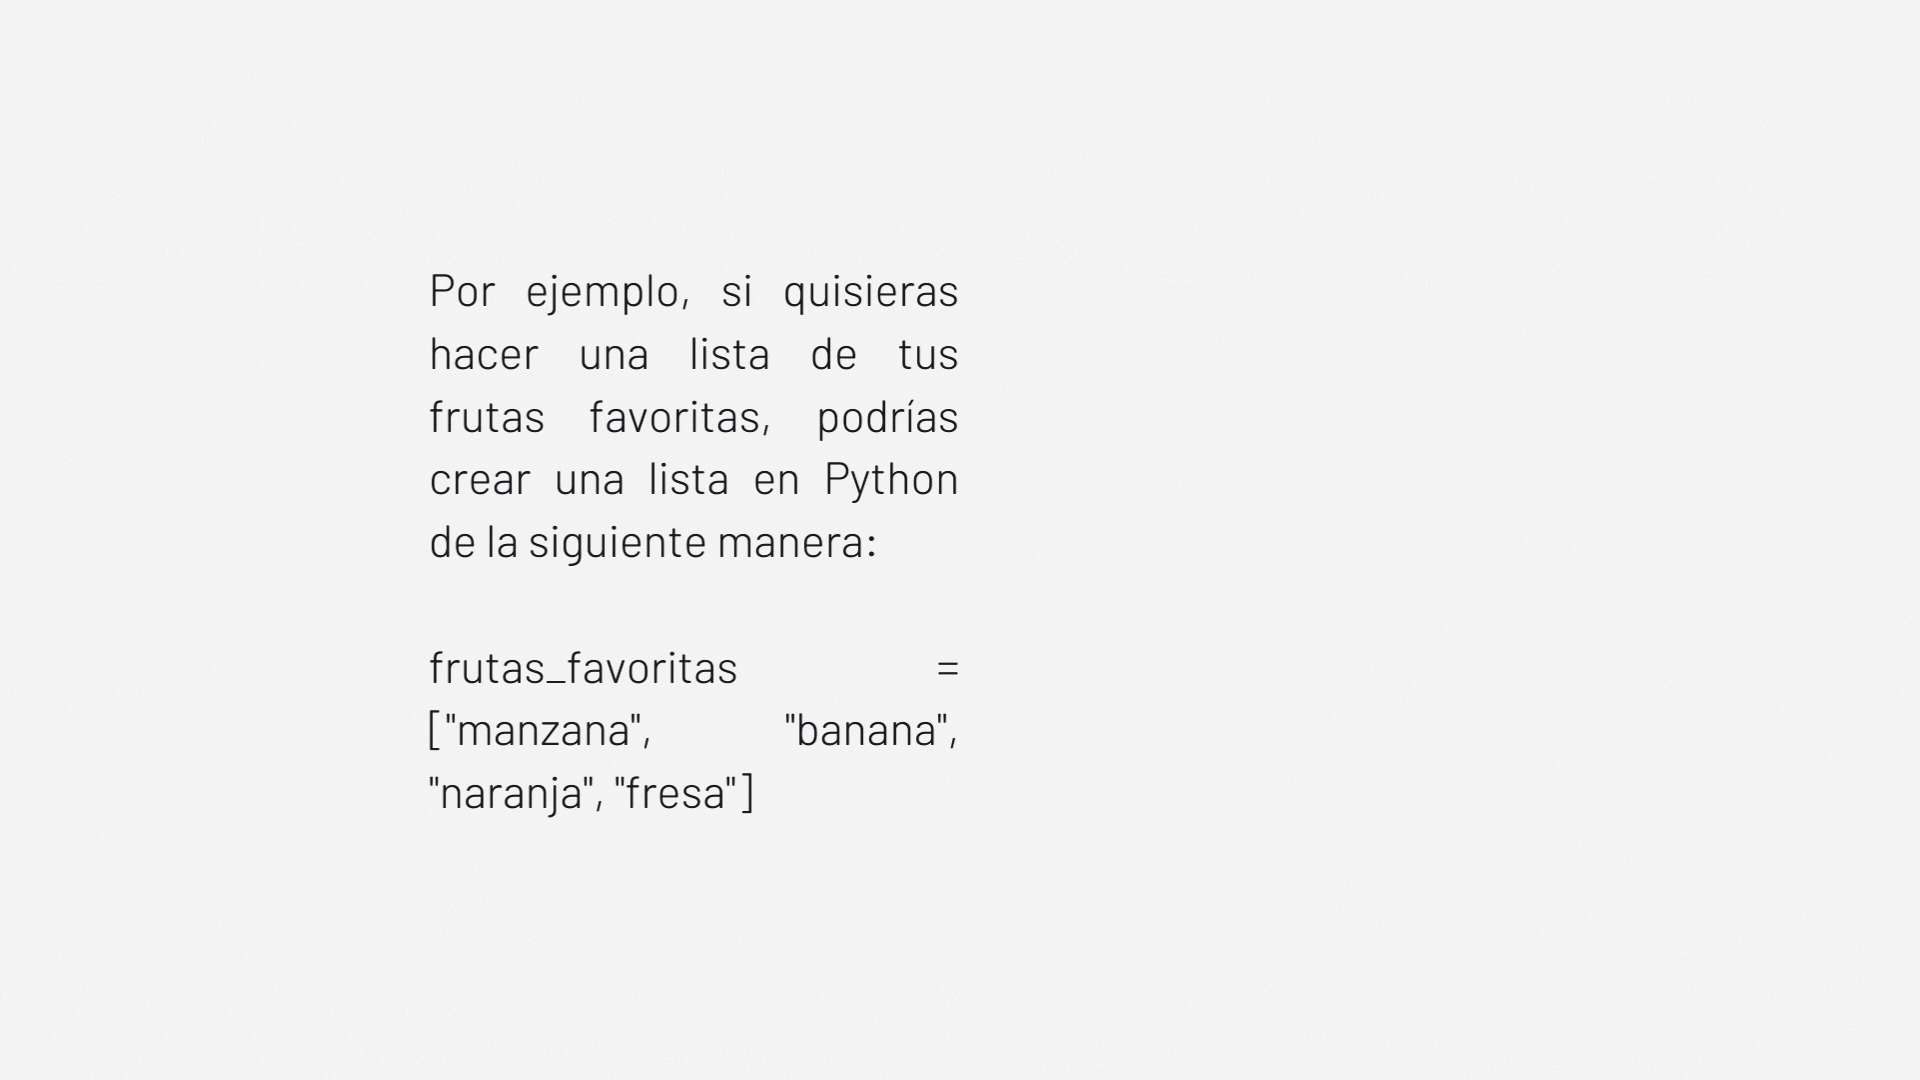 Por ejemplo, si quisieras
hacer una lista de tus
frutas favoritas, podrías
crear una lista en Python
de la siguiente manera:
frutas_favoritas =
["manzana", "banana",
"naranja", "fresa"]